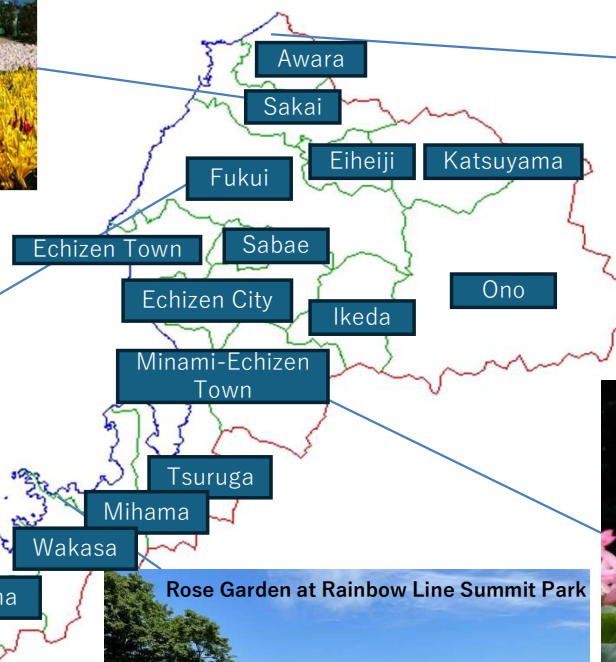 Awara
Sakai
Eiheiji
Katsuyama
Fukui
Echizen Town
Sabae
Echizen City
Ikeda
Ono
Minami-Echizen
Town
Tsuruga
Mihama
Wakasa
Rose Garden at Rainbow Line Summit Park